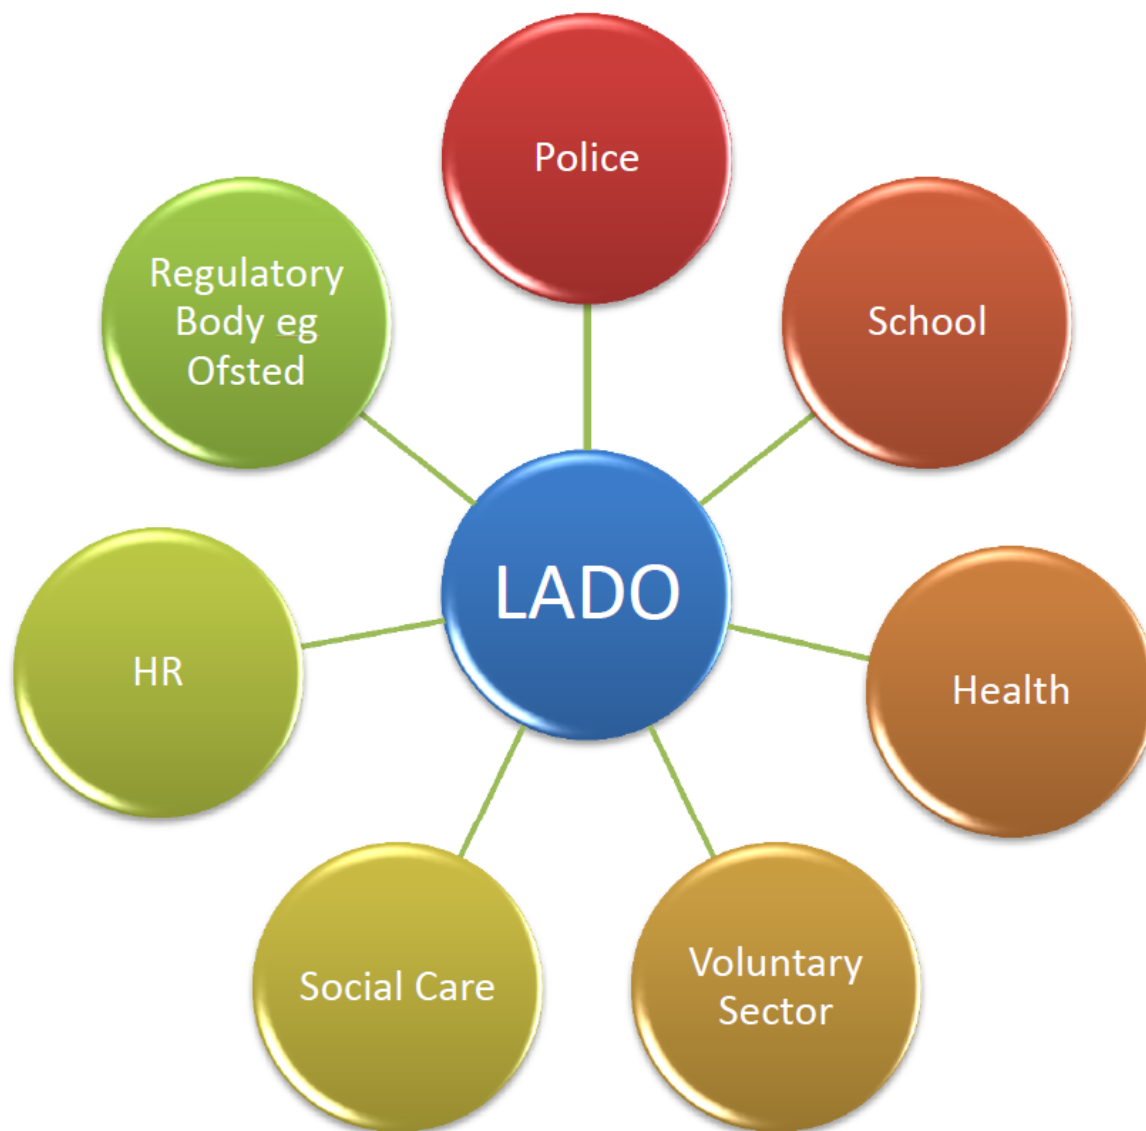 Police
School
Health
Voluntary
Sector
Social Care
HR
Regulatory
Body eg
Ofsted
LADO